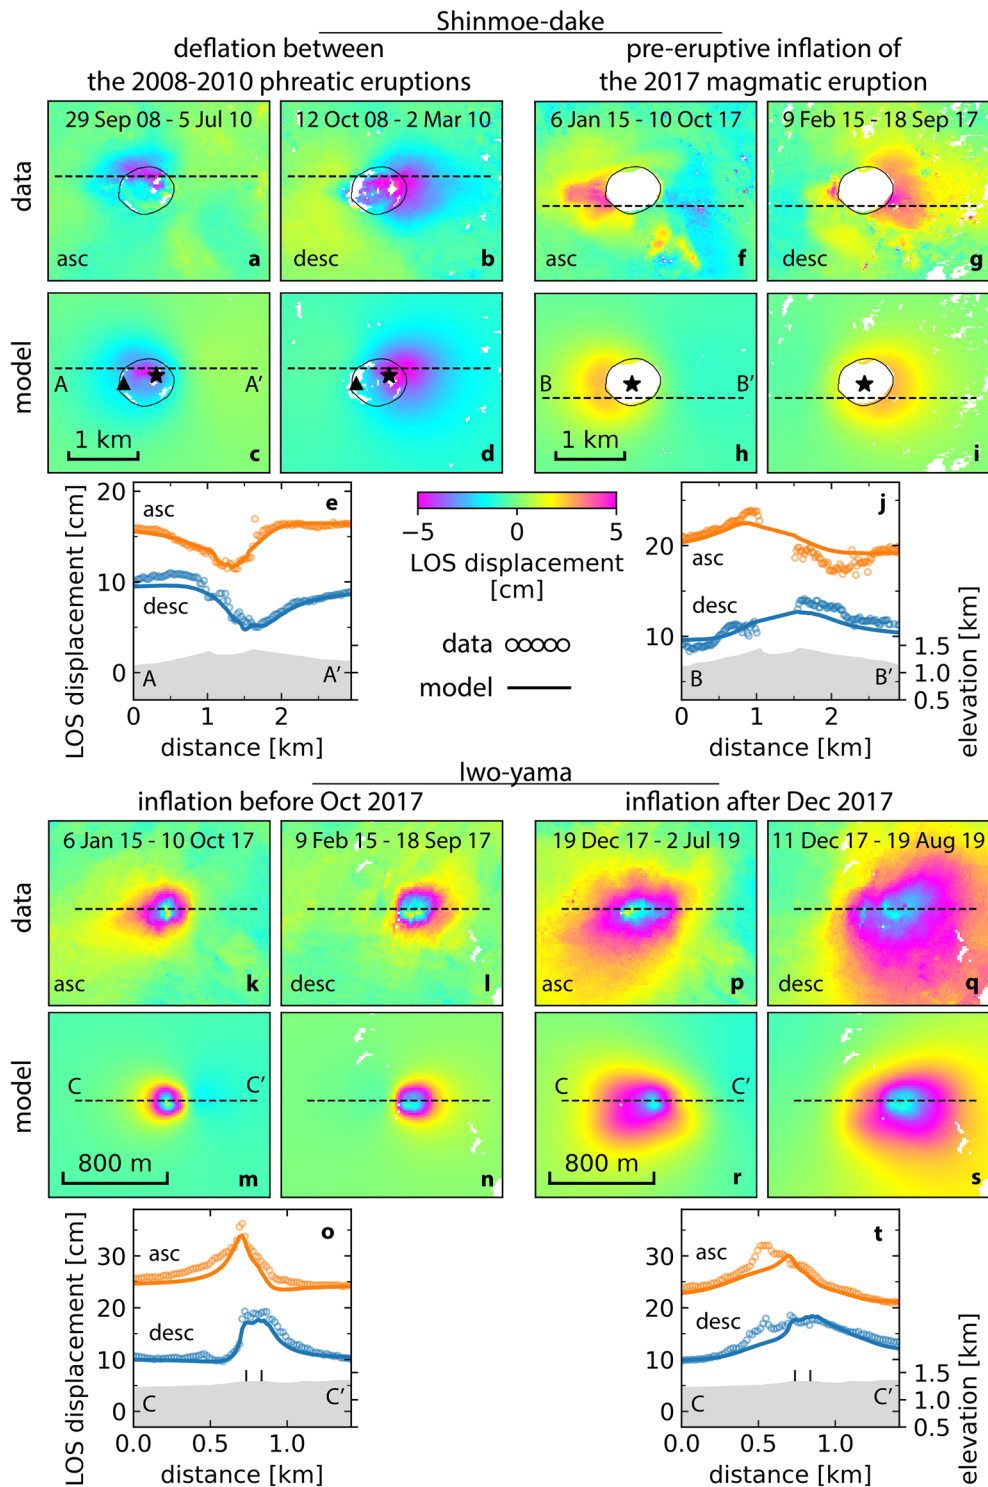 Shinmoe-dake
deflation between
the 2008-2010 phreatic eruptions
pre-eruptive inflation of
the 2017 magmatic eruption
data
29 Sep 08 - 5 Jul 10
asc
a
12 Oct 08 - 2 Mar 10
desc
b
6 Jan 15 - 10 Oct 17
asc
f
9 Feb 15 - 18 Sep 17
desc
g
model
A
A’
1 km
c
d
B
B’
1 km
h
i
LOS displacement [cm]
20
10
0
asc
desc
e
A
A’
0
1
2
distance [km]
−5
0
5
LOS displacement
[cm]
data
model
20
10
asc
desc
j
B
B’
1.5
1.0
0.5
elevation [km]
0
1
2
distance [km]
Iwo-yama
inflation before Oct 2017
inflation after Dec 2017
data
6 Jan 15 - 10 Oct 17
asc
k
9 Feb 15 - 18 Sep 17
desc
l
19 Dec 17 - 2 Jul 19
asc
p
11 Dec 17 - 19 Aug 19
desc
q
model
C
C’
800 m
m
n
C
C’
800 m
r
s
LOS displacement [cm]
30
20
10
0
asc
desc
o
C
C’
0.0
0.5
1.0
distance [km]
30
20
10
0
asc
desc
t
C
C’
1.5
1.0
0.5
elevation [km]
0.0
0.5
1.0
distance [km]